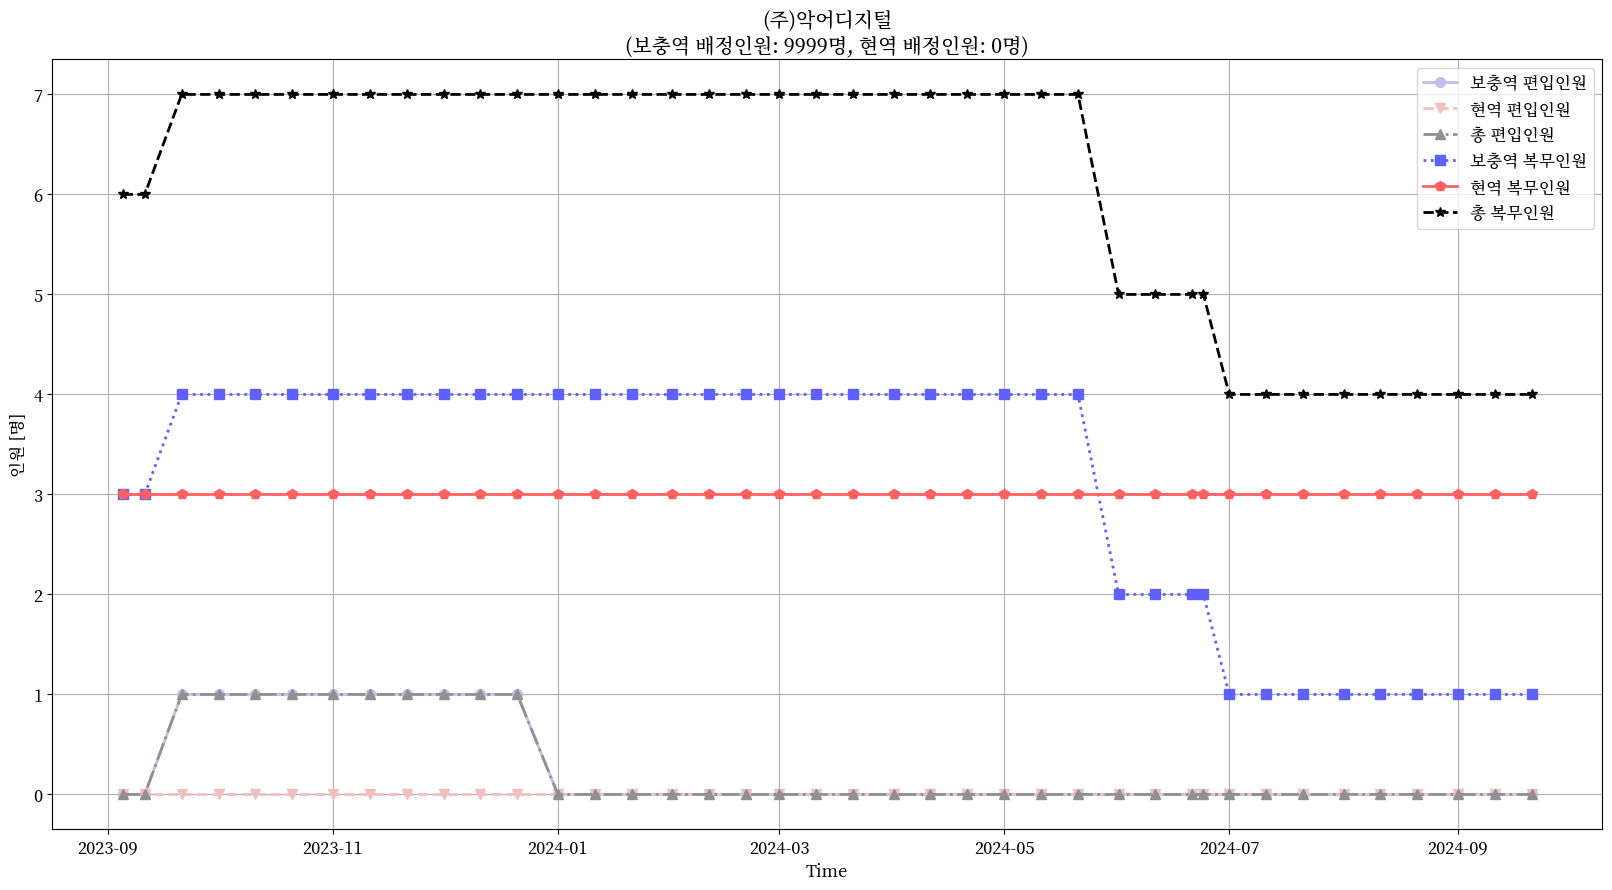 (주)악어디지털
(보충역 배정인원: 9999명, 현역 배정인원: 0명)
보충역 편입인원
현역 편입인원
총 편입인원
보충역 복무인원
현역 복무인원
총 복무인원
인원 [명]
7
6
5
4
3
2
1
0
2023-09
2023-11
2024-01
2024-03
2024-05
2024-07
2024-09
Time